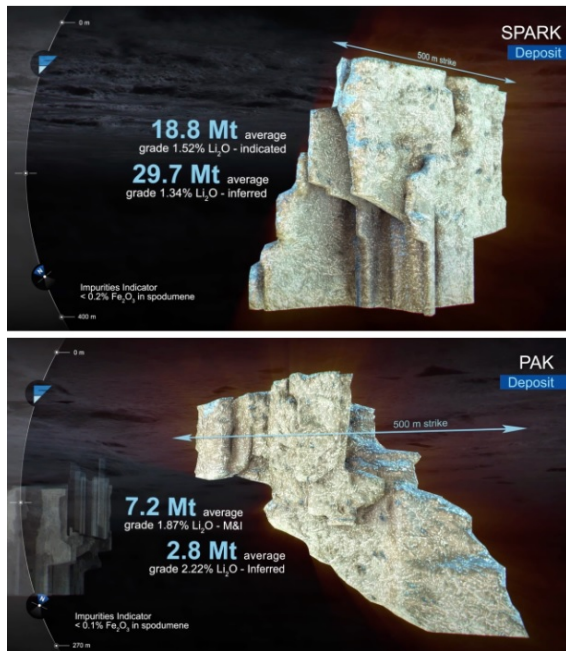 0 m
SPARK
Deposit
500 m strike
18.8 Mt average
grade 1.52% Li₂O - indicated
29.7 Mt average
grade 1.34% Li₂O - inferred
Impurities Indicator
< 0.2% Fe₂O₃ in spodumene
400 m
0 m
PAK
Deposit
500 m strike
7.2 Mt average
grade 1.87% Li₂O - M&I
2.8 Mt average
grade 2.22% Li₂O - Inferred
Impurities Indicator
< 0.1% Fe₂O₃ in spodumene
270 m